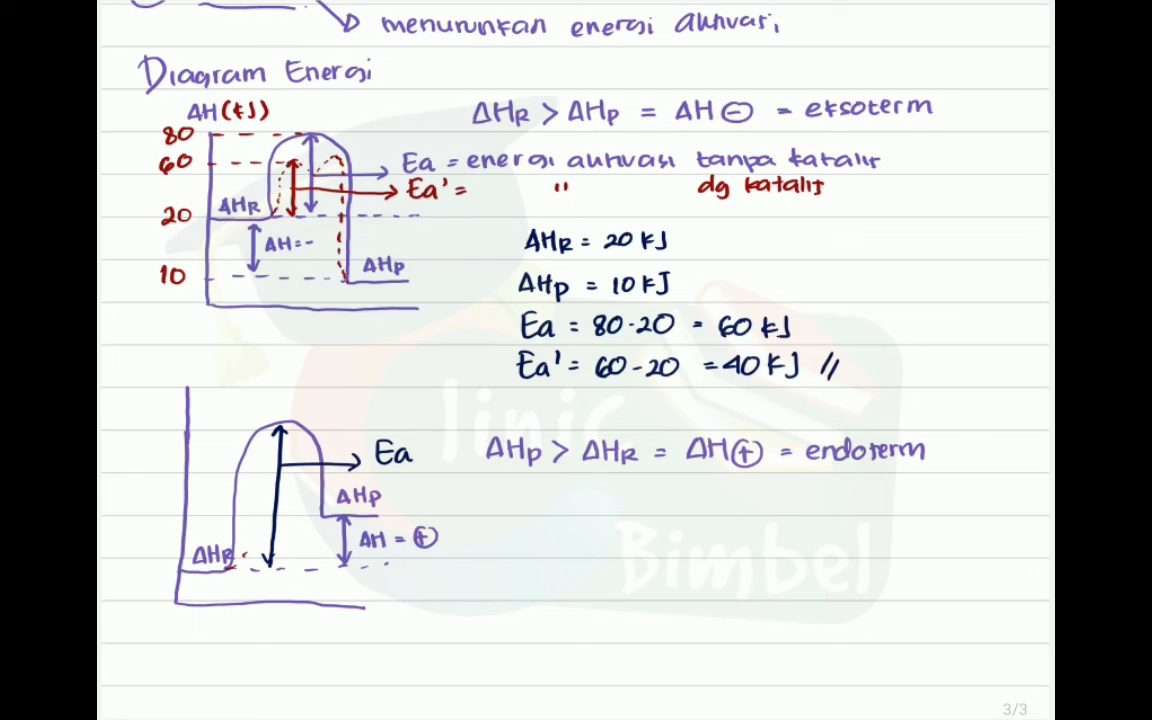 menurunkan energi aktivasi
Diagram Energi
ΔH (kJ)
ΔHR > ΔHp = ΔH ⊖ = eksoterm
80
60
Ea = energi aktivasi tanpa katalis
Ea' = " dg katalis
ΔHR
20
ΔH = -
ΔHp
10
ΔHR = 20 kJ
ΔHp = 10 kJ
Ea = 80 - 20 = 60 kJ
Ea' = 60 - 20 = 40 kJ //
Ea
ΔHp > ΔHR = ΔH ⊕ = endoterm
ΔHp
ΔH = ⊕
ΔHR
Clinic
Bimbel
3/3